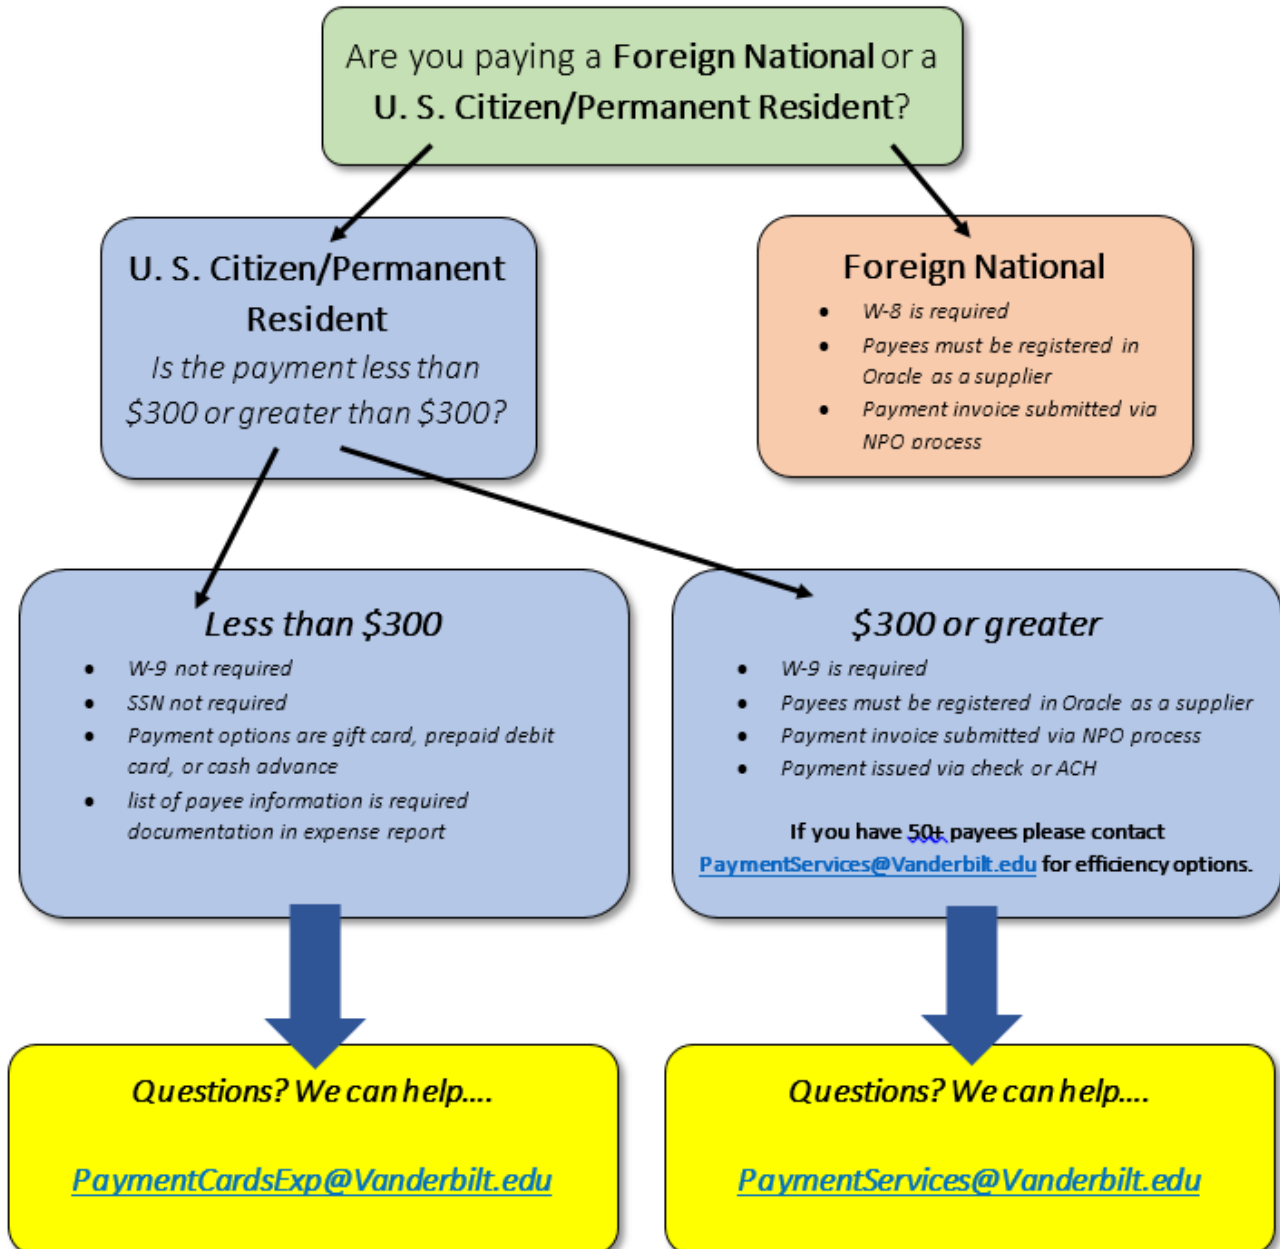 Are you paying a Foreign National or a
U. S. Citizen/Permanent Resident?
U. S. Citizen/Permanent
Resident
Is the payment less than
$300 or greater than $300?
Foreign National
• W-8 is required
• Payees must be registered in
Oracle as a supplier
• Payment invoice submitted via
NPO process
Less than $300
• W-9 not required
• SSN not required
• Payment options are gift card, prepaid debit
card, or cash advance
• list of payee information is required
documentation in expense report
$300 or greater
• W-9 is required
• Payees must be registered in Oracle as a supplier
• Payment invoice submitted via NPO process
• Payment issued via check or ACH
If you have 50+ payees please contact
PaymentServices@Vanderbilt.edu for efficiency options.
Questions? We can help....
PaymentCardsExp@Vanderbilt.edu
Questions? We can help....
PaymentServices@Vanderbilt.edu